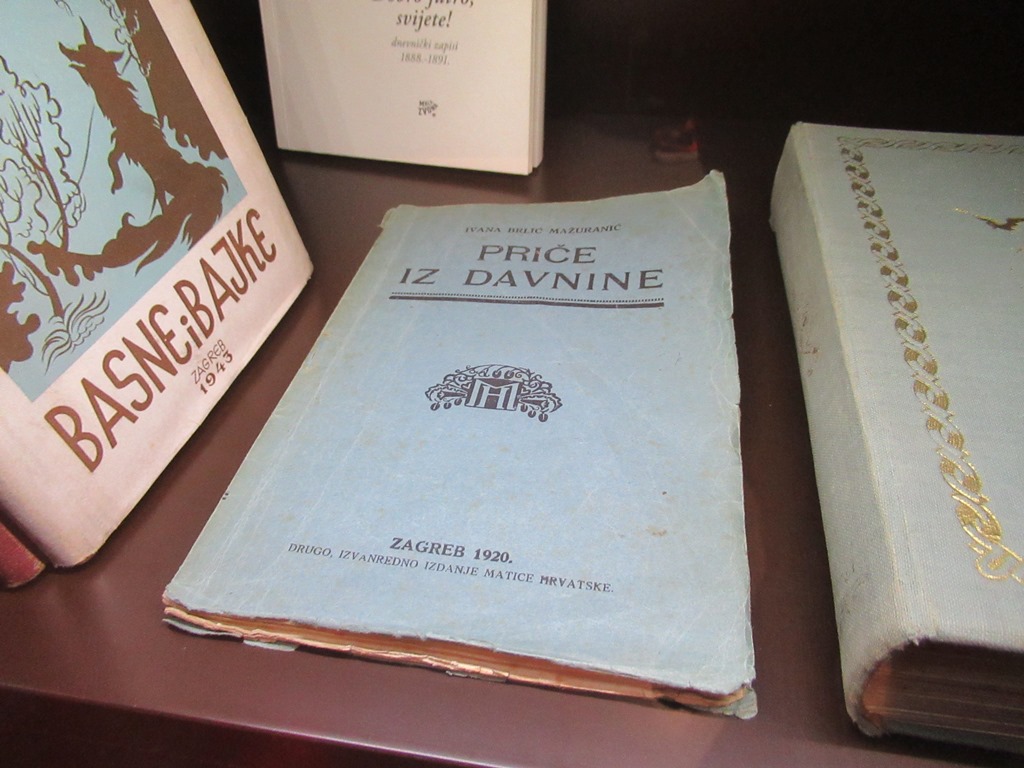 Dobro jutro,
svijete!
dnevnički zapisi
1888.-1891.
BASNE i BAJKE
ZAGREB
1943
IVANA BRLIĆ MAŽURANIĆ
PRIČE
IZ DAVNINE
MH
ZAGREB 1920.
DRUGO, IZVANREDNO IZDANJE MATICE HRVATSKE.